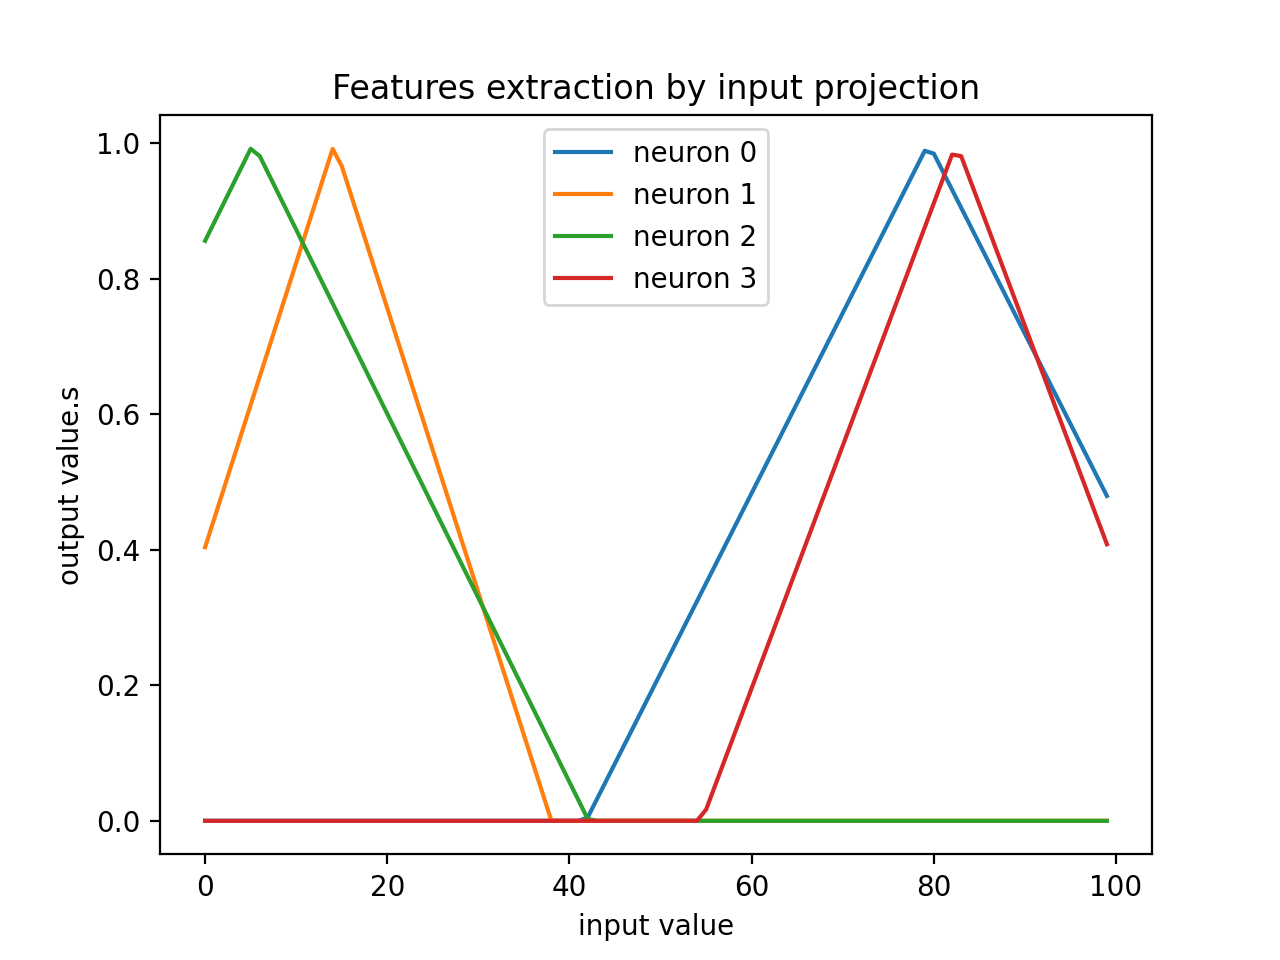 Features extraction by input projection
neuron 0
neuron 1
neuron 2
neuron 3
output value.s
1.0
0.8
0.6
0.4
0.2
0.0
0 20 40 60 80 100
input value